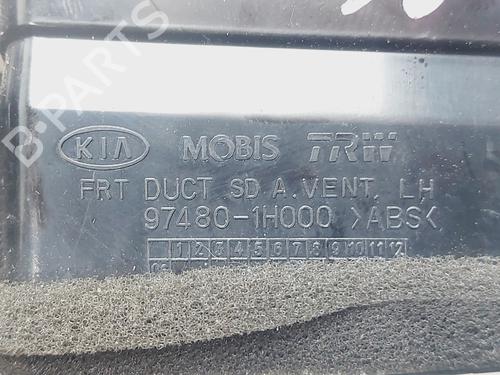 KIA MOBIS TRW
FRT DUCT SD A.VENT, LH
97480-1H000 >ABS<
1 2 3 4 5 6 7 8 9 10 11 12